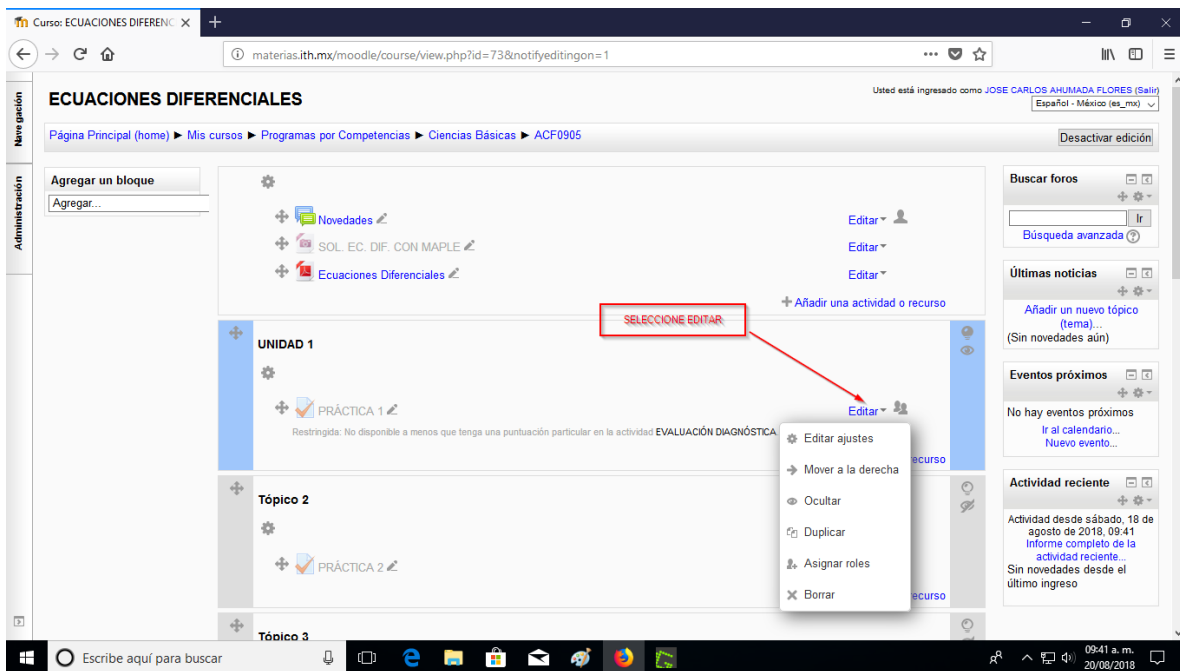 Curso: ECUACIONES DIFERENC
materias.ith.mx/moodle/course/view.php?id=73&notifyeditingon=1
Navegación
Administración
ECUACIONES DIFERENCIALES
Usted está ingresado como JOSE CARLOS AHUMADA FLORES (Salir)
Español - México (es_mx)
Página Principal (home) ► Mis cursos ► Programas por Competencias ► Ciencias Básicas ► ACF0905
Desactivar edición
Agregar un bloque
Agregar...
Novedades
Editar
SOL. EC. DIF. CON MAPLE
Editar
Ecuaciones Diferenciales
Editar
Añadir una actividad o recurso
SELECCIONE EDITAR
UNIDAD 1
PRÁCTICA 1
Editar
Restringida: No disponible a menos que tenga una puntuación particular en la actividad EVALUACIÓN DIAGNÓSTICA
Editar ajustes
Mover a la derecha
Ocultar
Duplicar
Asignar roles
Borrar
recurso
Tópico 2
PRÁCTICA 2
recurso
Tópico 3
Buscar foros
Ir
Búsqueda avanzada
Últimas noticias
Añadir un nuevo tópico
(tema)...
(Sin novedades aún)
Eventos próximos
No hay eventos próximos
Ir al calendario...
Nuevo evento...
Actividad reciente
Actividad desde sábado, 18 de
agosto de 2018, 09:41
Informe completo de la
actividad reciente...
Sin novedades desde el
último ingreso
Escribe aquí para buscar
09:41 a. m.
20/08/2018